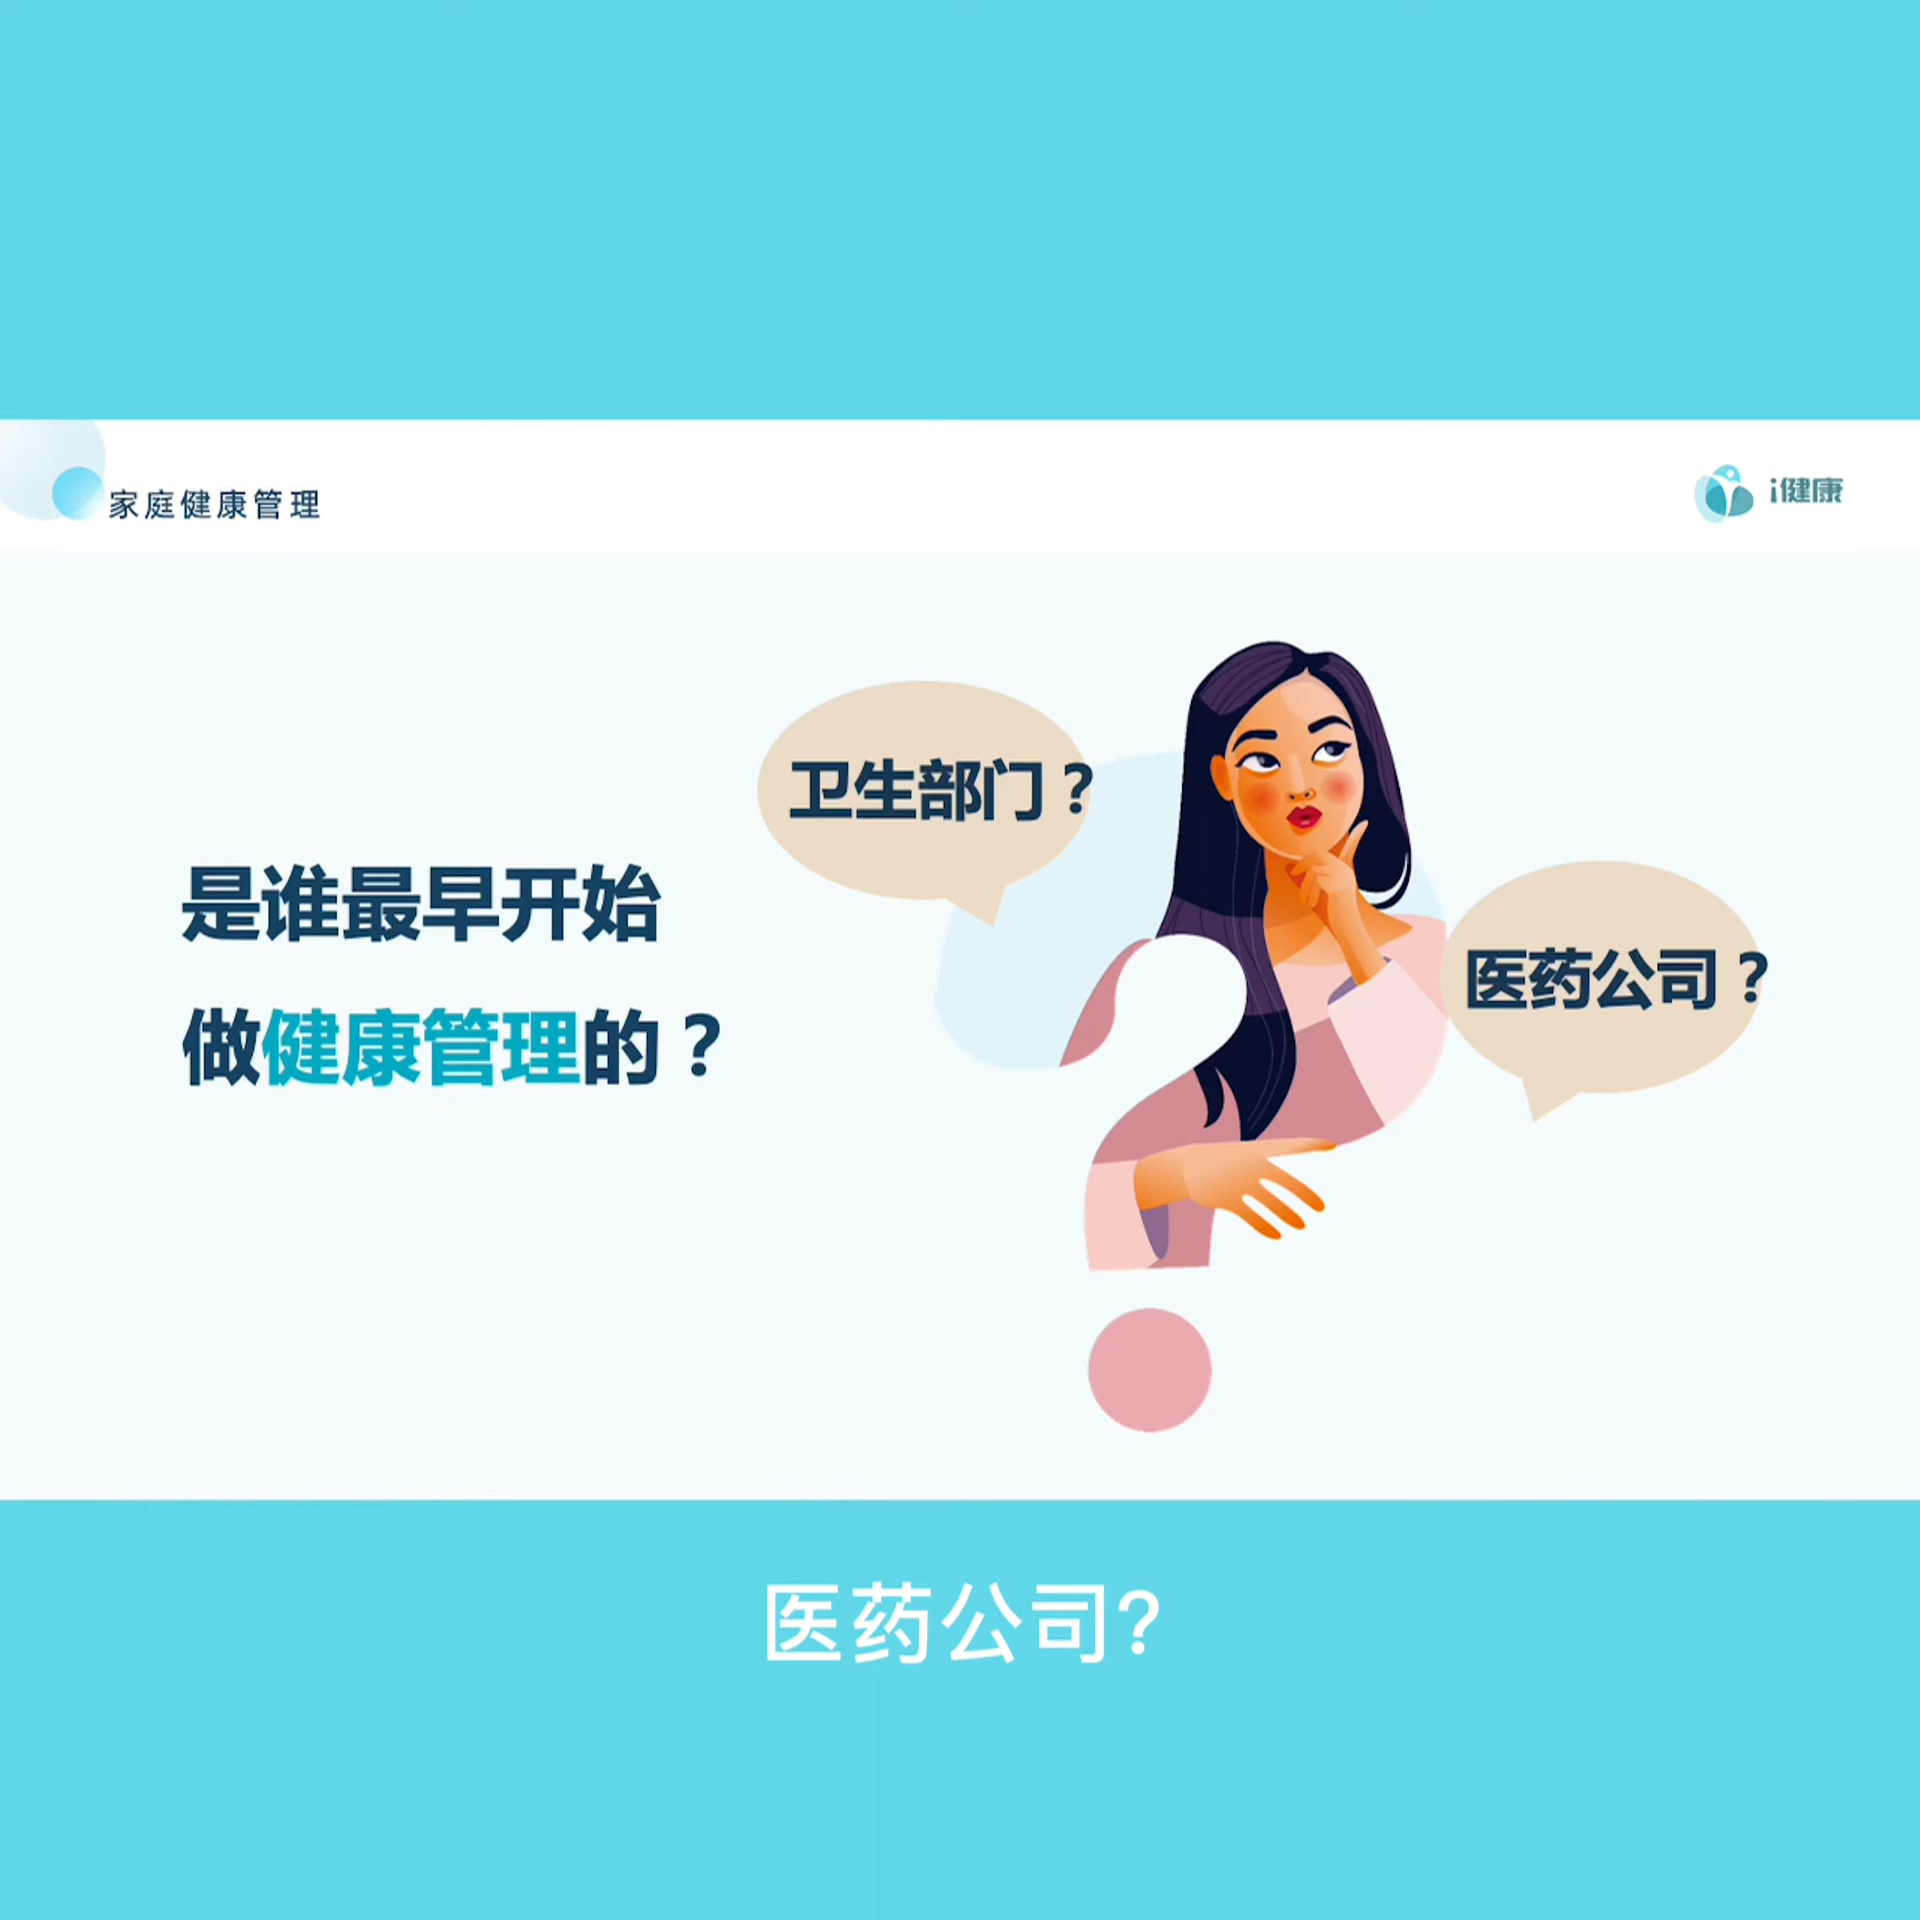 家庭健康管理
i健康
卫生部门？
是谁最早开始
做健康管理的？
医药公司？
医药公司?